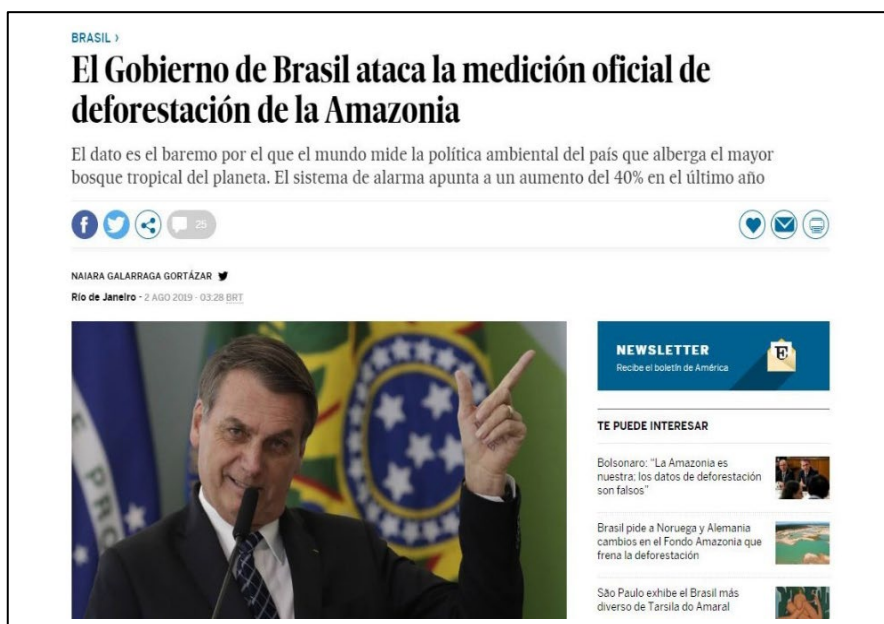 BRASIL ›
El Gobierno de Brasil ataca la medición oficial de
deforestación de la Amazonia
El dato es el baremo por el que el mundo mide la política ambiental del país que alberga el mayor
bosque tropical del planeta. El sistema de alarma apunta a un aumento del 40% en el último año
25
NAIARA GALARRAGA GORTÁZAR
Río de Janeiro - 2 AGO 2019 - 03:28 BRT
NEWSLETTER
Recibe el boletín de América
E
TE PUEDE INTERESAR
Bolsonaro: “La Amazonia es
nuestra; los datos de deforestación
son falsos”
Brasil pide a Noruega y Alemania
cambios en el Fondo Amazonia que
frena la deforestación
São Paulo exhibe el Brasil más
diverso de Tarsila do Amaral